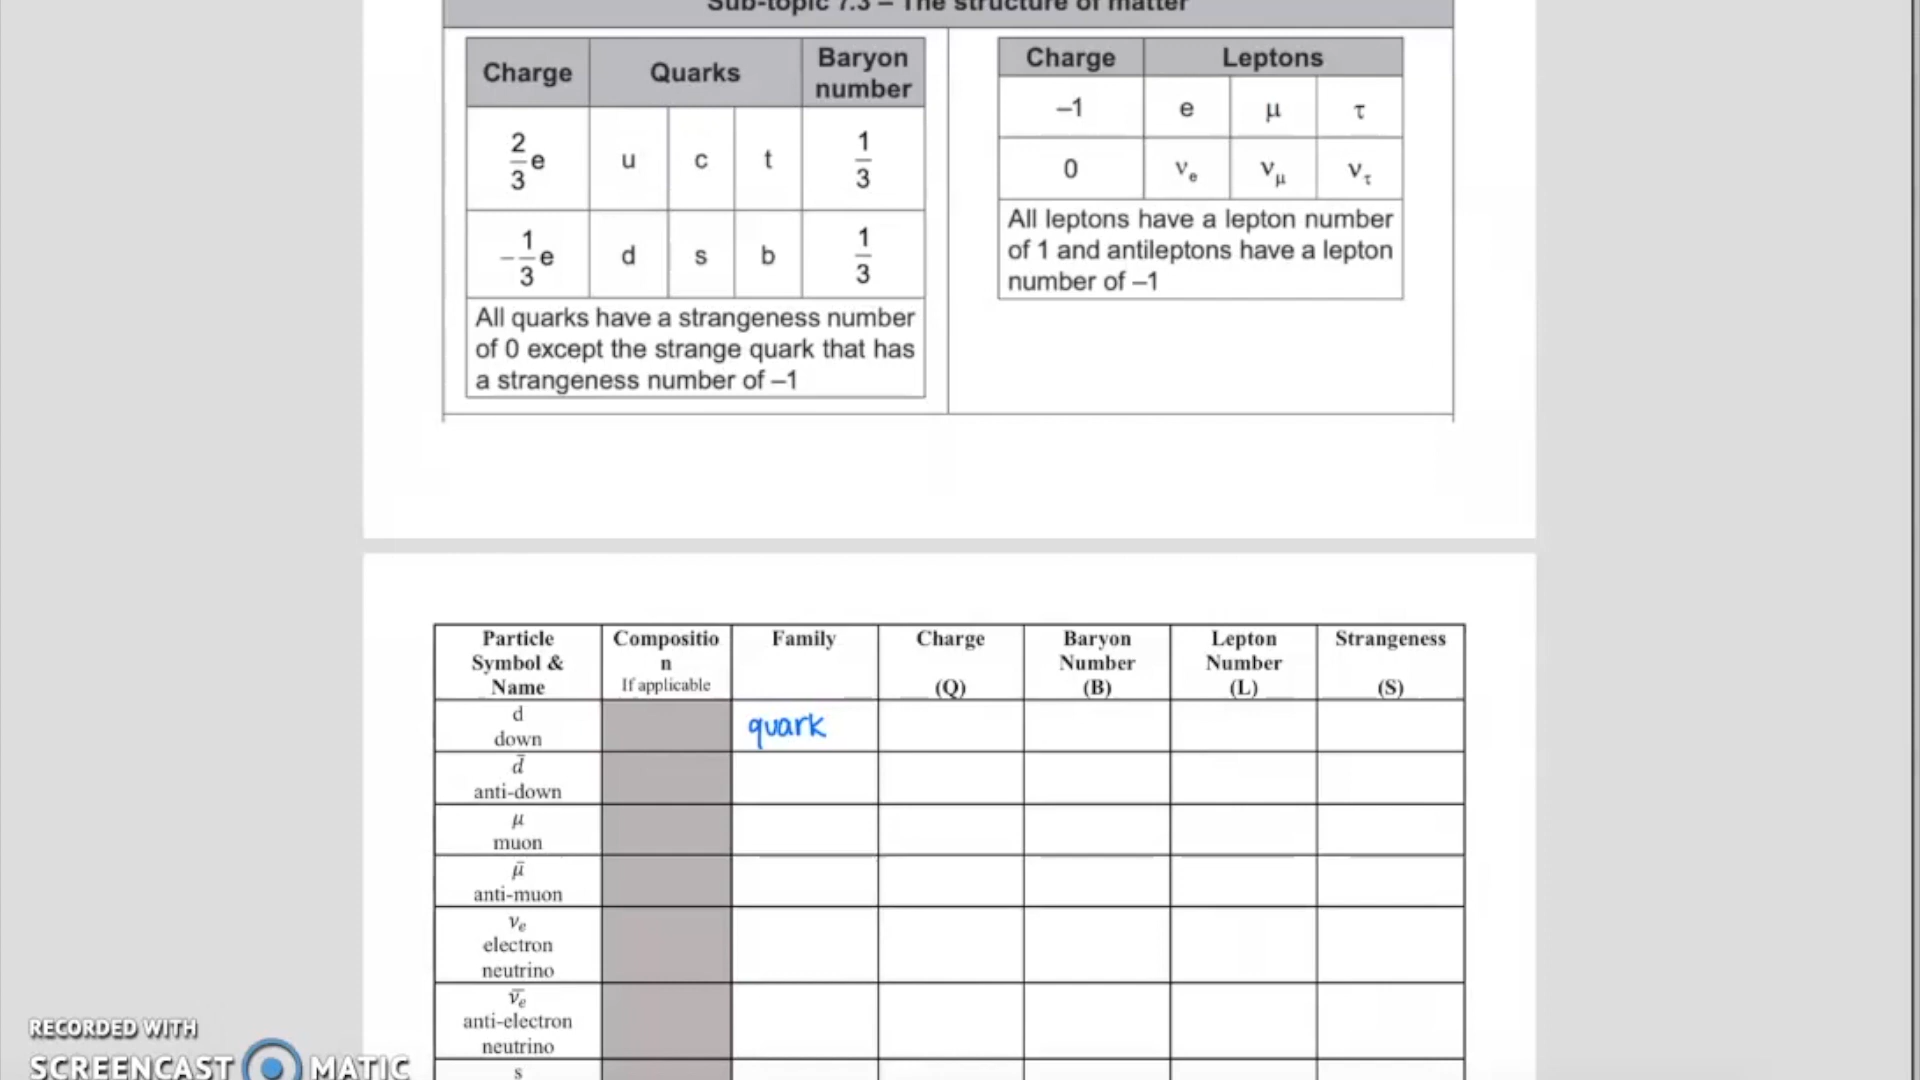 Sub-topic 7.3 – The structure of matter
Charge Quarks Baryon number
2/3 e u c t 1/3
–1/3 e d s b 1/3
All quarks have a strangeness number
of 0 except the strange quark that has
a strangeness number of –1
Charge Leptons
–1 e μ τ
0 νe νμ ντ
All leptons have a lepton number
of 1 and antileptons have a lepton
number of –1
Particle Compositio Family Charge Baryon Lepton Strangeness
Symbol & n Number Number
Name If applicable (Q) (B) (L) (S)
d quark
down
d̄
anti-down
μ
muon
μ̄
anti-muon
νe
electron
neutrino
ν̄e
anti-electron
neutrino
s
RECORDED WITH
SCREENCAST MATIC